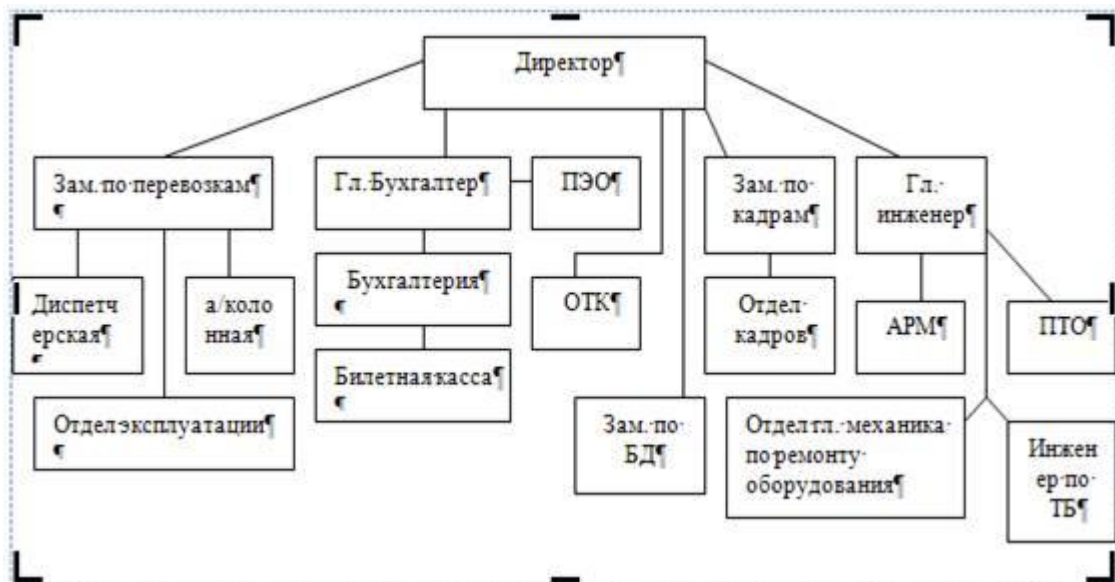 Директор¶
Зам. по перевозкам¶
¶
Гл. Бухгалтер¶
ПЭО¶
Зам. по
кадрам¶
Гл.
инженер¶
Диспетч
ерская¶
¶
а/коло
нная¶
Бухгалтерия¶
¶
ОТК¶
Отдел
кадров¶
АРМ¶
ПТО¶
Билетная касса¶
¶
Отдел эксплуатации¶
¶
Зам. по
БД¶
Отдел гл. механика
по ремонту
оборудования¶
Инжен
ер по
ТБ¶